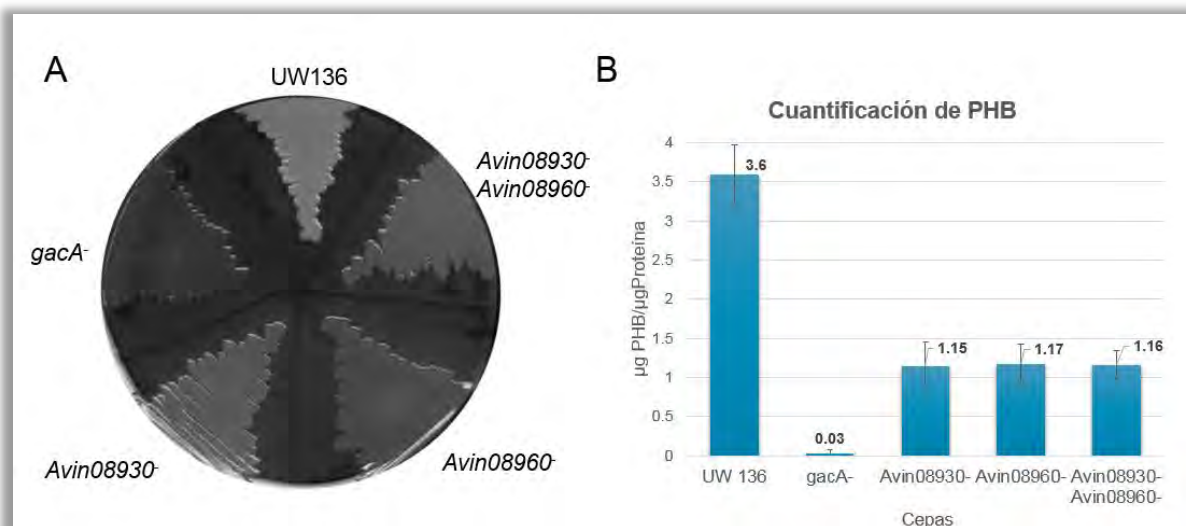 A
UW136
Avin08930-
Avin08960-
gacA-
Avin08930-
Avin08960-
B
Cuantificación de PHB
µg PHB/µgProteína
4
3.5
3
2.5
2
1.5
1
0.5
0
3.6
0.03
1.15
1.17
1.16
UW 136
gacA-
Avin08930-
Avin08960-
Avin08930-
Avin08960-
Cepas